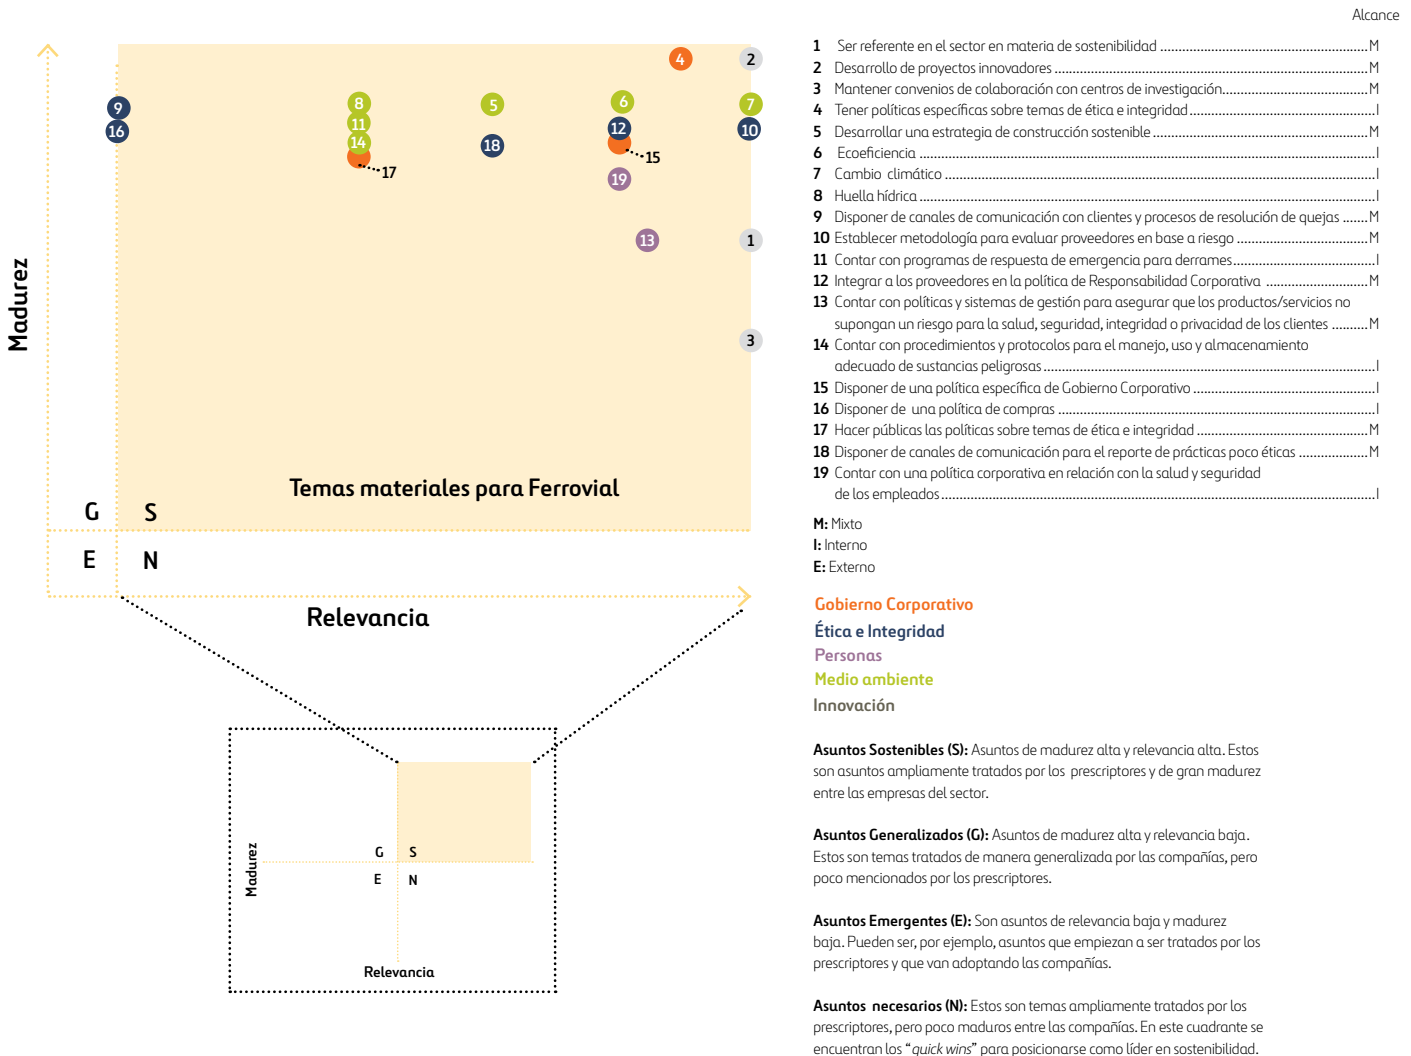 Alcance
Madurez
9
16
8
11
14
17
5
18
4
6
12
15
19
13
2
7
10
1
3
Temas materiales para Ferrovial
G S
E N
Relevancia
Madurez
G S
E N
Relevancia
1 Ser referente en el sector en materia de sostenibilidad ..... M
2 Desarrollo de proyectos innovadores ..... M
3 Mantener convenios de colaboración con centros de investigación..... M
4 Tener políticas específicas sobre temas de ética e integridad ..... I
5 Desarrollar una estrategia de construcción sostenible ..... M
6 Ecoeficiencia ..... I
7 Cambio climático ..... I
8 Huella hídrica ..... I
9 Disponer de canales de comunicación con clientes y procesos de resolución de quejas ..... M
10 Establecer metodología para evaluar proveedores en base a riesgo ..... M
11 Contar con programas de respuesta de emergencia para derrames ..... I
12 Integrar a los proveedores en la política de Responsabilidad Corporativa ..... M
13 Contar con políticas y sistemas de gestión para asegurar que los productos/servicios no
supongan un riesgo para la salud, seguridad, integridad o privacidad de los clientes ..... M
14 Contar con procedimientos y protocolos para el manejo, uso y almacenamiento
adecuado de sustancias peligrosas ..... I
15 Disponer de una política específica de Gobierno Corporativo ..... I
16 Disponer de una política de compras ..... I
17 Hacer públicas las políticas sobre temas de ética e integridad ..... M
18 Disponer de canales de comunicación para el reporte de prácticas poco éticas ..... M
19 Contar con una política corporativa en relación con la salud y seguridad
de los empleados ..... I
M: Mixto
I: Interno
E: Externo
Gobierno Corporativo
Ética e Integridad
Personas
Medio ambiente
Innovación
Asuntos Sostenibles (S): Asuntos de madurez alta y relevancia alta. Estos
son asuntos ampliamente tratados por los prescriptores y de gran madurez
entre las empresas del sector.
Asuntos Generalizados (G): Asuntos de madurez alta y relevancia baja.
Estos son temas tratados de manera generalizada por las compañías, pero
poco mencionados por los prescriptores.
Asuntos Emergentes (E): Son asuntos de relevancia baja y madurez
baja. Pueden ser, por ejemplo, asuntos que empiezan a ser tratados por los
prescriptores y que van adoptando las compañías.
Asuntos necesarios (N): Estos son temas ampliamente tratados por los
prescriptores, pero poco maduros entre las compañías. En este cuadrante se
encuentran los “quick wins” para posicionarse como líder en sostenibilidad.